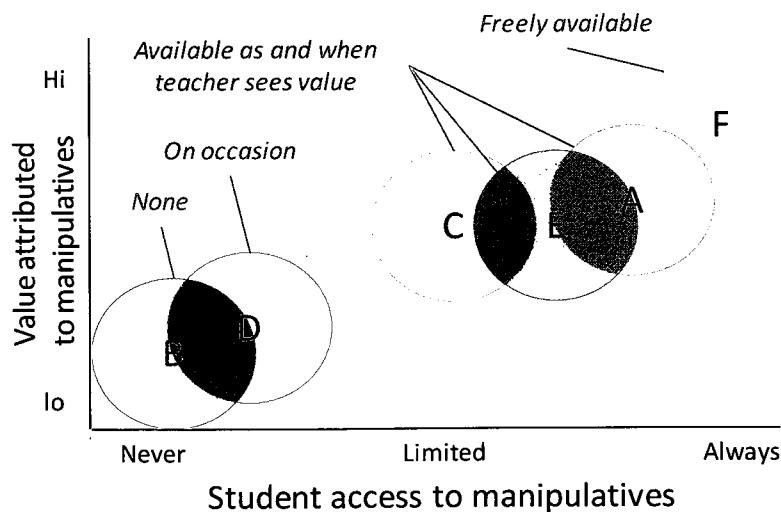 Freely available
Available as and when
teacher sees value
Hi
F
On occasion
A
None
C
E
Value attributed
to manipulatives
D
B
lo
Never
Limited
Always
Student access to manipulatives